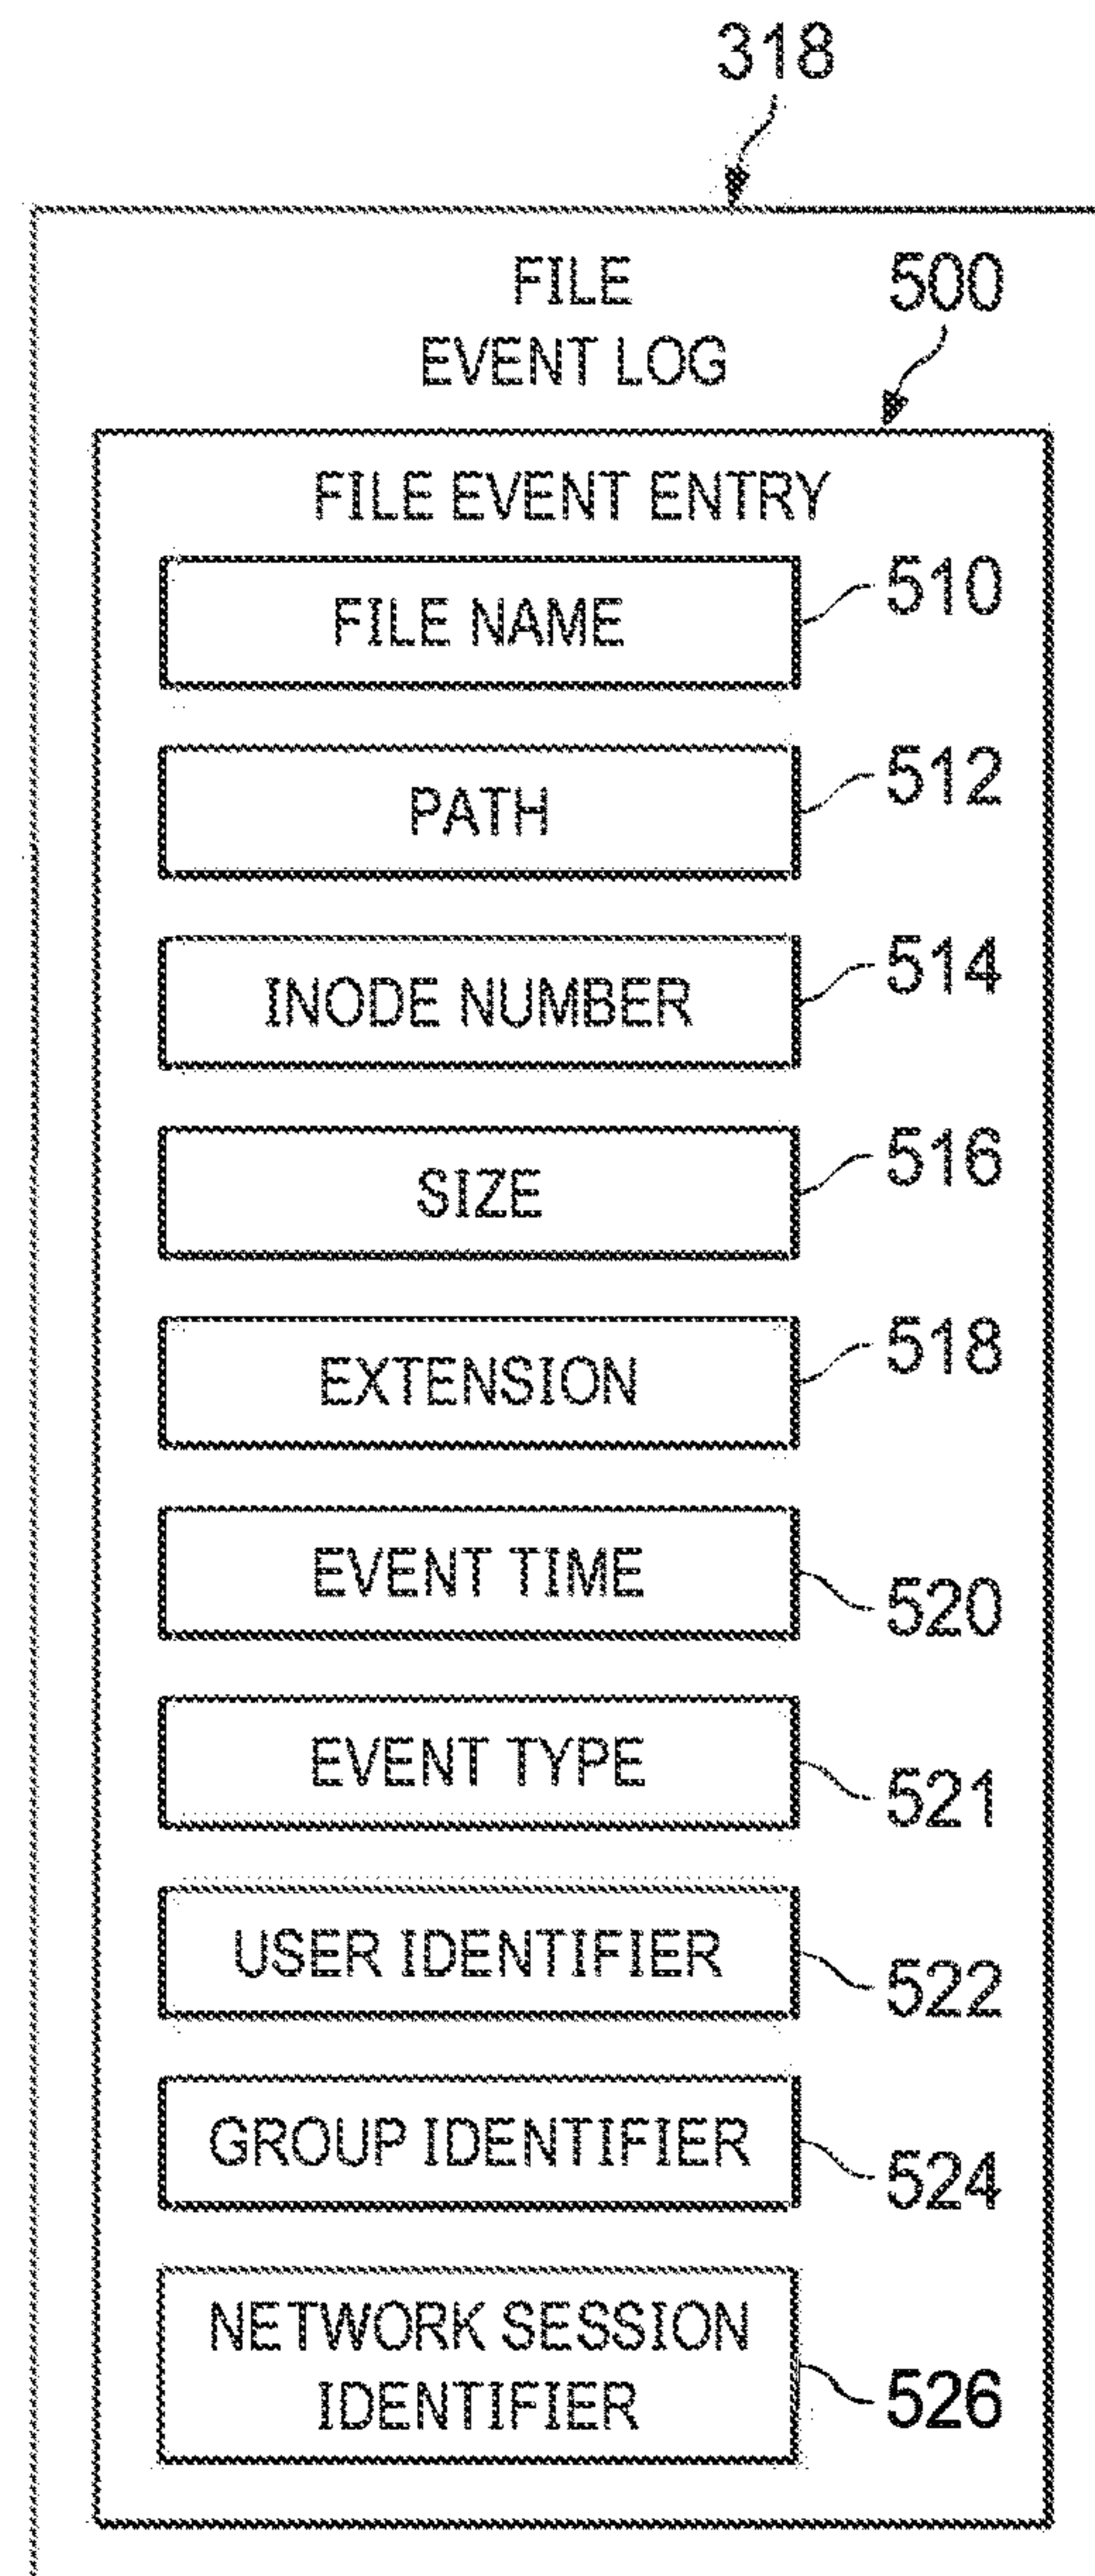 318
FILE
EVENT LOG
500
FILE EVENT ENTRY
FILE NAME
510
PATH
512
INODE NUMBER
514
SIZE
516
EXTENSION
518
EVENT TIME
520
EVENT TYPE
521
USER IDENTIFIER
522
GROUP IDENTIFIER
524
NETWORK SESSION
IDENTIFIER
526